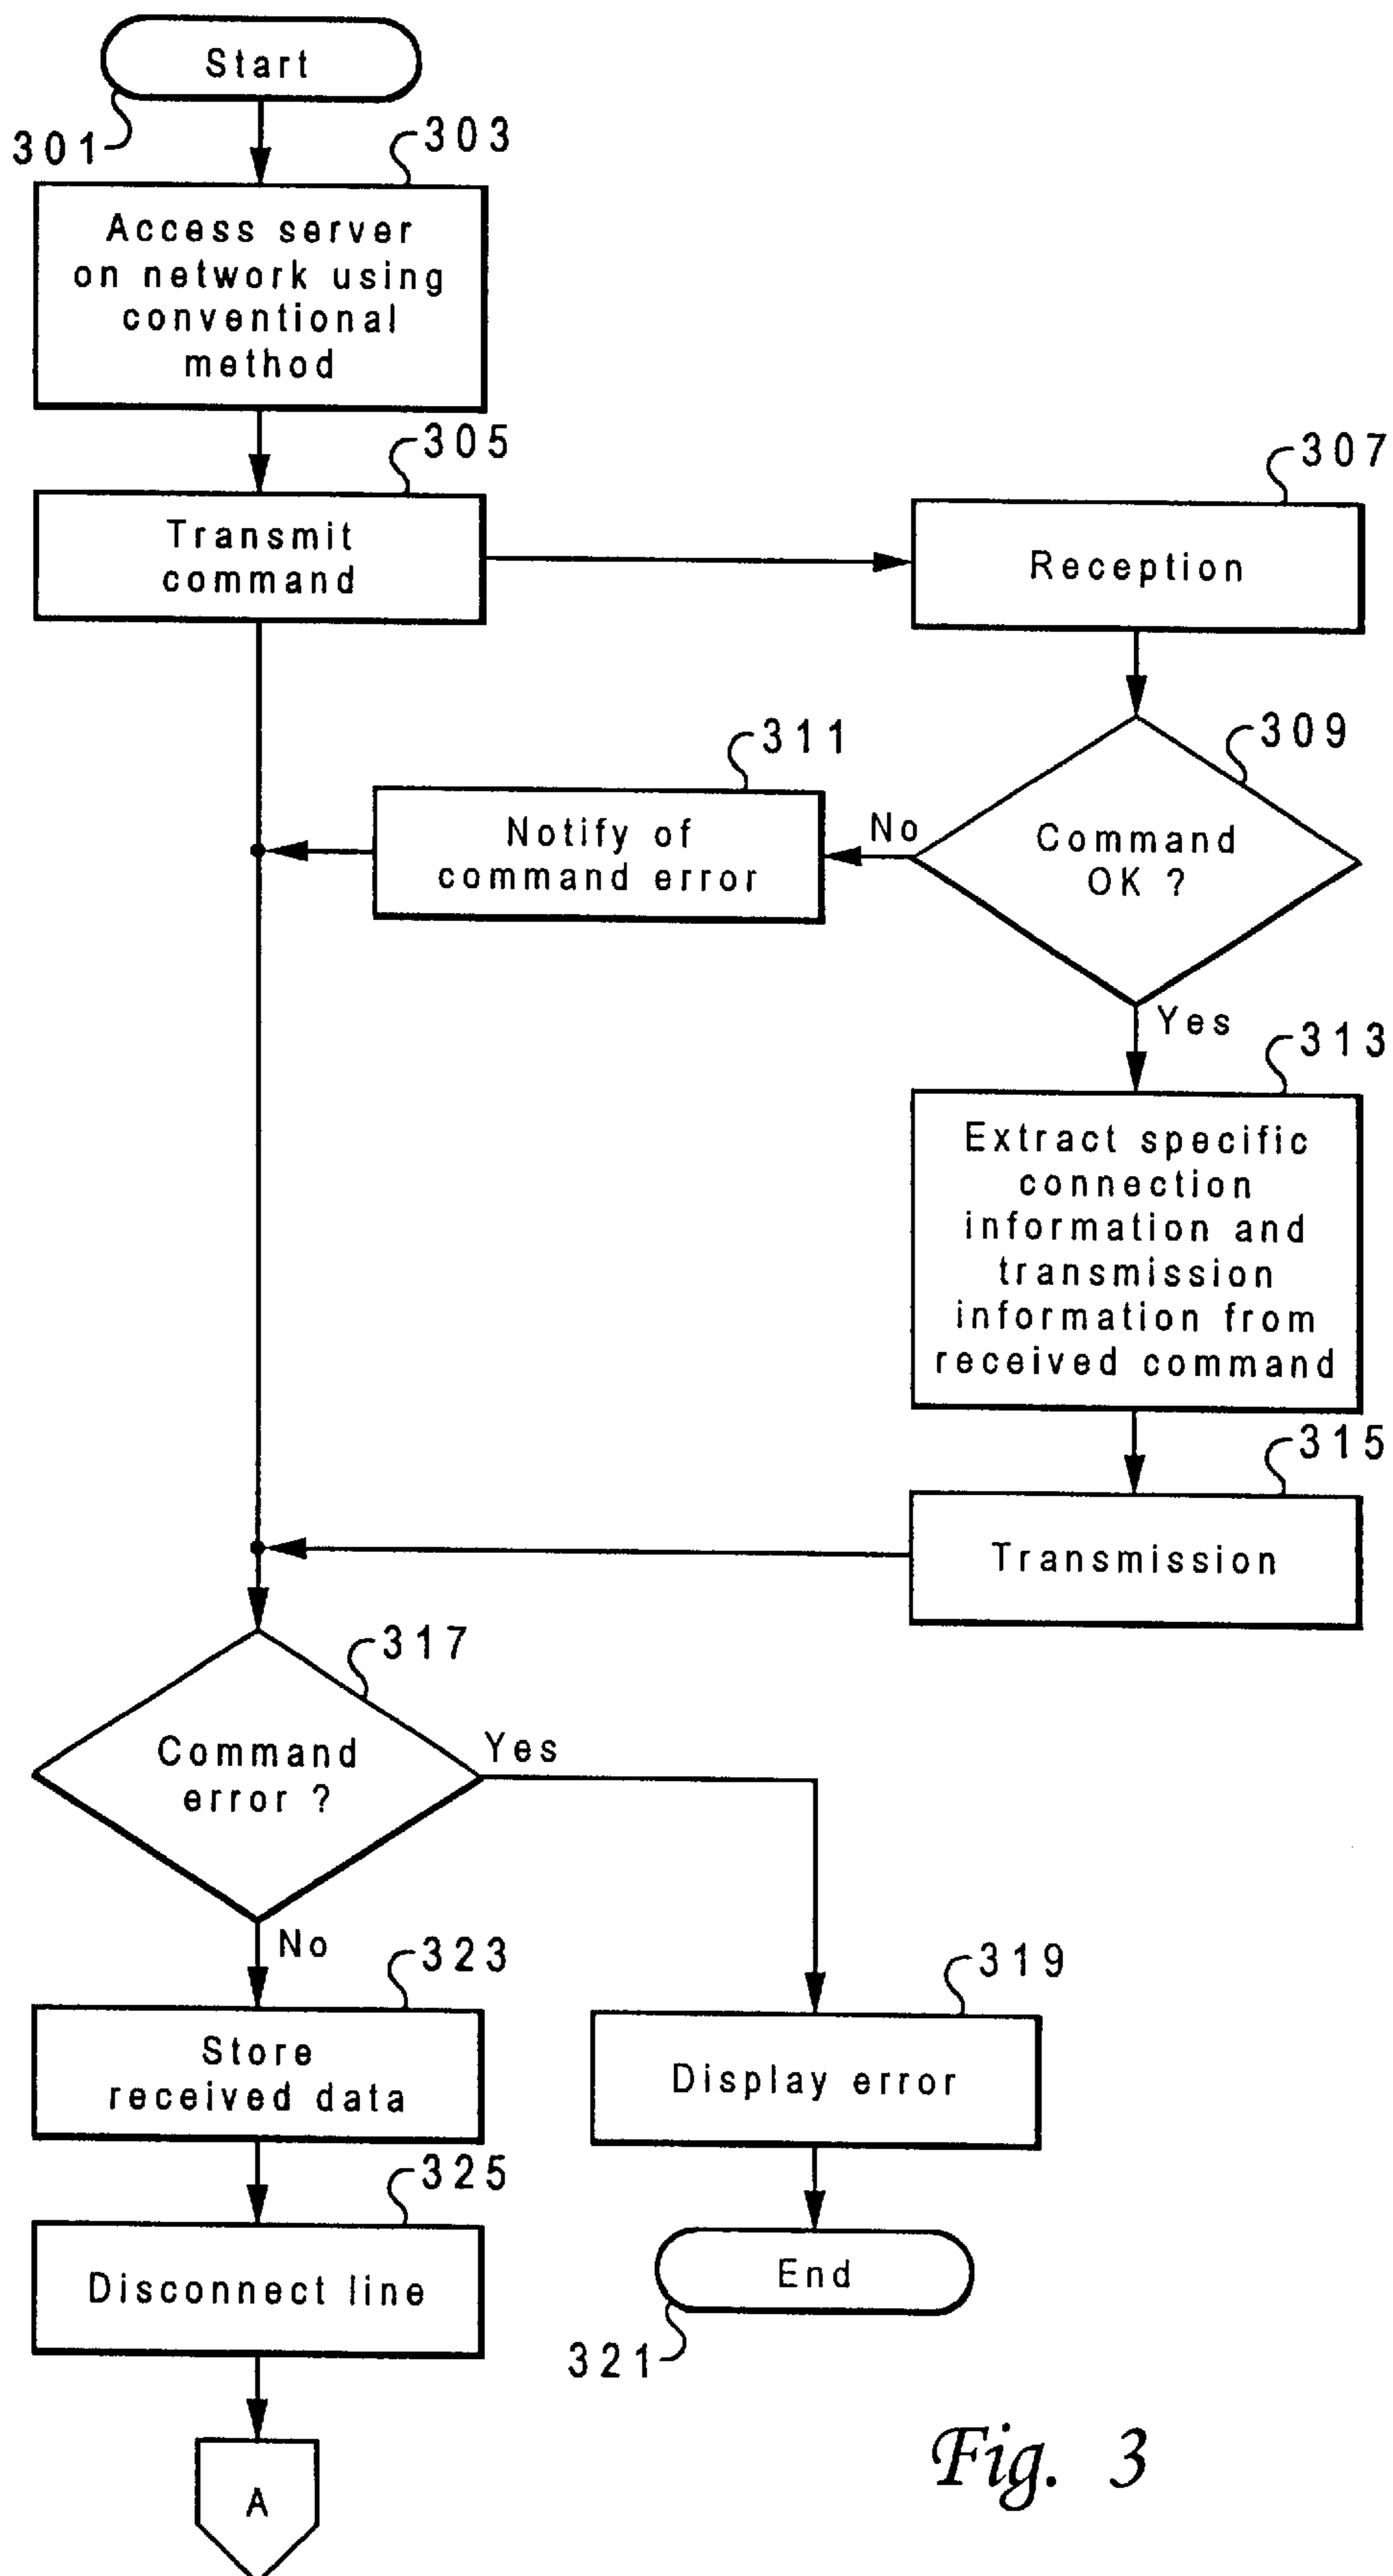 Start
301
303
Access server
on network using
conventional
method
305
Transmit
command
307
Reception
309
Command
OK ?
No
311
Notify of
command error
Yes
313
Extract specific
connection
information and
transmission
information from
received command
315
Transmission
317
Command
error ?
Yes
No
323
Store
received data
319
Display error
325
Disconnect line
End
321
A
Fig. 3